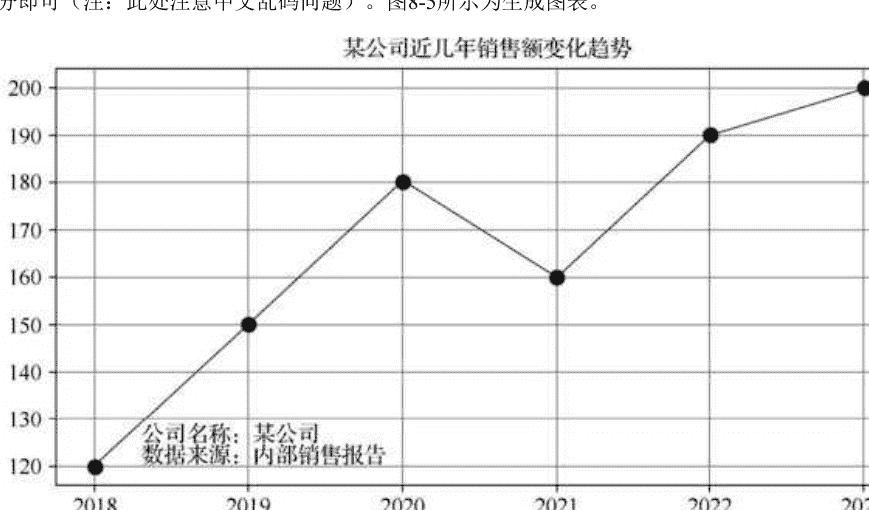 分即可（注：此处注意中文乱码问题）。图8-5所示为生成图表。
某公司近几年销售额变化趋势
200
190
180
170
160
150
140
130
公司名称：某公司
数据来源：内部销售报告
120
2018 2019 2020 2021 2022